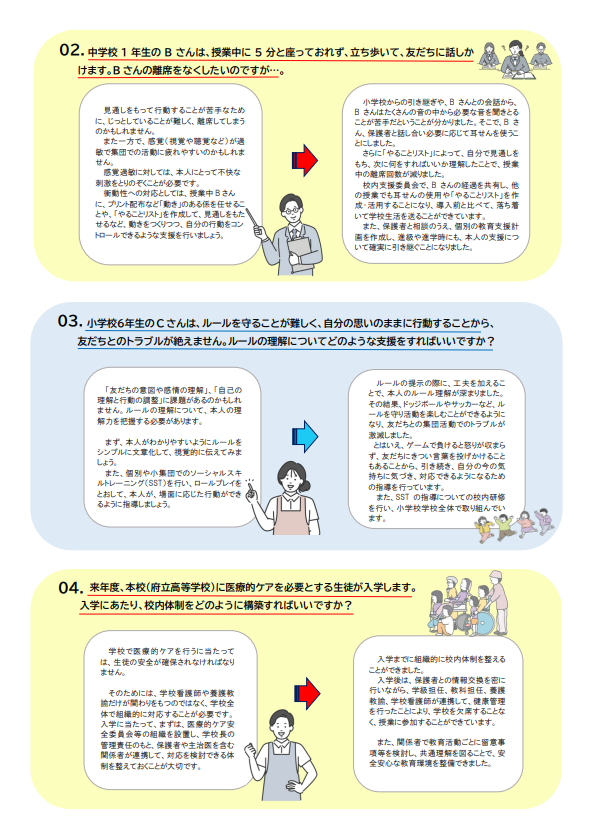 02. 中学校1年生のBさんは、授業中に5分と座っておれず、立ち歩いて、友だちに話しか
けます。Bさんの離席をなくしたいのですが…。
見通しをもって行動することが苦手なため
に、じっとしていることが難しく、離席してしまう
のかもしれません。
また一方で、感覚(視覚や聴覚など)が過
敏で集団での活動に疲れやすいのかもしれま
せん。
感覚過敏に対しては、本人にとって不快な
刺激をとりのぞくことが必要です。
衝動性への対応としては、授業中Bさん
に、プリント配布など「動き」のある係を任せるこ
とや、「やることリスト」を作成して、見通しをもた
せるなど、動きをつくりつつ、自分の行動をコン
トロールできるような支援を行いましょう。
小学校からの引き継ぎや、Bさんとの会話から、
Bさんはたくさんの音の中から必要な音を聞きとる
ことが苦手だということが分かりました。そこで、Bさ
ん、保護者と話し合い必要に応じて耳せんを使うこ
とにしました。
さらに「やることリスト」によって、自分で見通しを
もち、次に何をすればいいか理解したことで、授業
中の離席回数が減りました。
校内支援委員会で、Bさんの経過を共有し、他
の授業でも耳せんの使用や「やることリスト」を作
成・活用することになり、導入前と比べて、落ち着
いて学校生活を送ることができています。
また、保護者と相談のうえ、個別の教育支援計
画を作成し、進級や進学時にも、本人の支援につ
いて確実に引き継ぐことになりました。
03. 小学校6年生のCさんは、ルールを守ることが難しく、自分の思いのままに行動することから、
友だちとのトラブルが絶えません。ルールの理解についてどのような支援をすればいいですか？
「友だちの意図や感情の理解」、「自己の
理解と行動の調整」に課題があるのかもしれ
ません。ルールの理解について、本人の理
解力を把握する必要があります。
まず、本人がわかりやすいようにルールを
シンプルに文章化して、視覚的に伝えてみま
しょう。
また、個別や小集団でのソーシャルスキ
ルトレーニング(SST)を行い、ロールプレイを
とおして、本人が、場面に応じた行動ができ
るように指導しましょう。
ルールの提示の際に、工夫を加えるこ
とで、本人のルール理解が深まりました。
その結果、ドッジボールやサッカーなど、ル
ールを守り活動を楽しむことができるように
なり、友だちとの集団活動でのトラブルが
激減しました。
とはいえ、ゲームで負けると怒りが収まら
ず、友だちにきつい言葉を投げかけること
もあることから、引き続き、自分の今の気
持ちに気づき、対応できるようになるため
の指導を行っています。
また、SSTの指導についての校内研修
を行い、小学校学校全体で取り組んでい
ます。
04. 来年度、本校(府立高等学校)に医療的ケアを必要とする生徒が入学します。
入学にあたり、校内体制をどのように構築すればいいですか？
学校で医療的ケアを行うに当たって
は、生徒の安全が確保されなければなり
ません。
そのためには、学校看護師や養護教
諭だけが関わりをもつのではなく、学校全
体で組織的に対応することが必要です。
入学に当たって、まずは、医療的ケア安
全委員会等の組織を設置し、学校長の
管理責任のもと、保護者や主治医を含む
関係者が連携して、対応を検討できる体
制を整えておくことが大切です。
入学までに組織的に校内体制を整える
ことができました。
入学後は、保護者との情報交換を密に
行いながら、学級担任、教科担任、養護
教諭、学校看護師が連携して、健康管理
を行ったことにより、学校を欠席することな
く、授業に参加することができています。
また、関係者で教育活動ごとに留意事
項等を検討し、共通理解を図ることで、安
全安心な教育環境を整備できました。